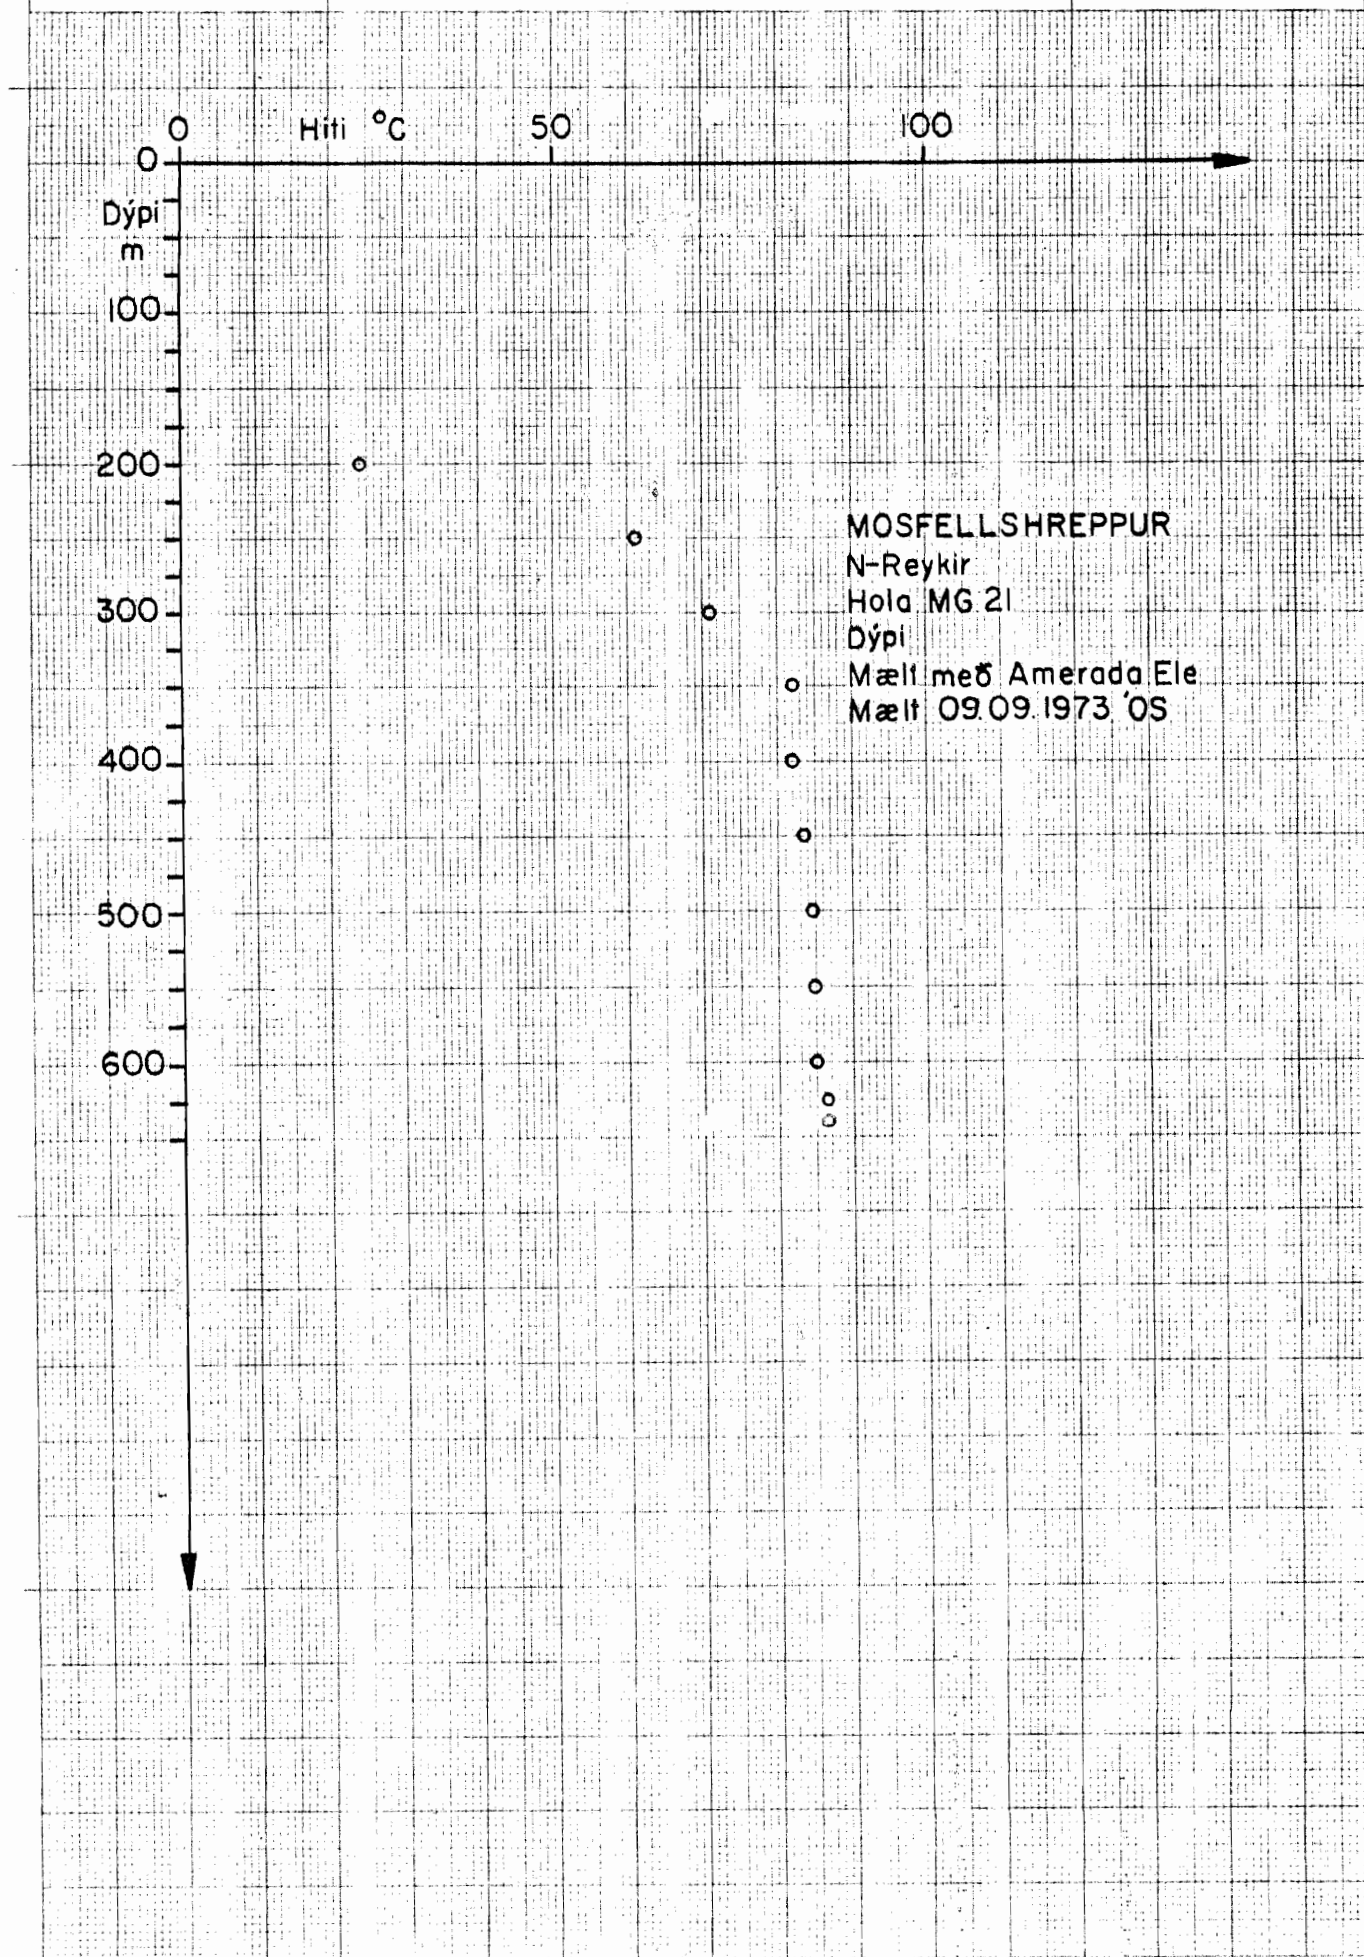 0 Hiti °C 50 100
0
Dýpi
m
100
200
300
400
500
600
MOSFELLSHREPPUR
N-Reykir
Hola MG 21
Dýpi
Mælt með Amerada Ele
Mælt 09.09.1973 ÓS